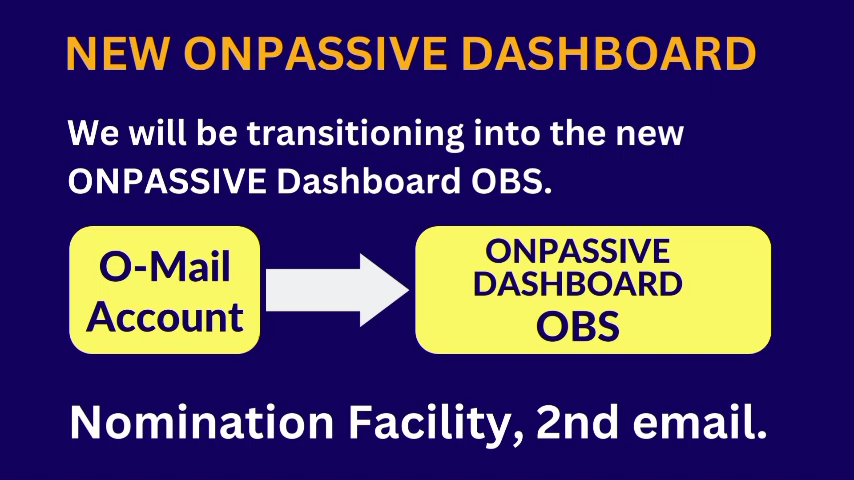 NEW ONPASSIVE DASHBOARD
We will be transitioning into the new
ONPASSIVE Dashboard OBS.
O-Mail
Account
ONPASSIVE
DASHBOARD
OBS
Nomination Facility, 2nd email.